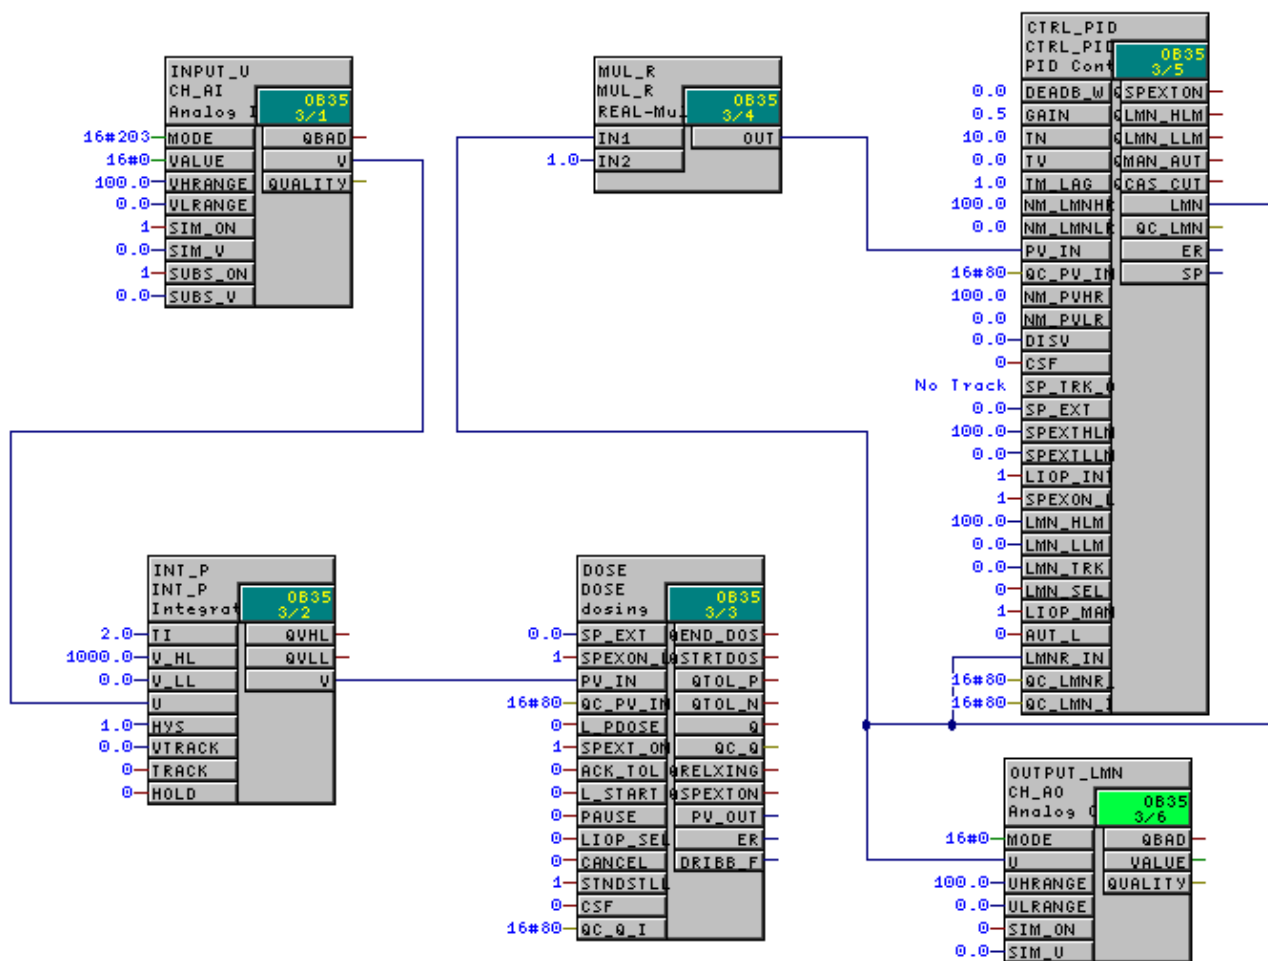 INPUT_U
CH_AI
Analog I
OB35
3/1
16#203 MODE QBAD
16#0 VALUE V
100.0 VHRANGE QUALITY
0.0 VLRANGE
1 SIM_ON
0.0 SIM_V
1 SUBS_ON
0.0 SUBS_V
MUL_R
MUL_R
REAL-Mul
OB35
3/4
IN1 OUT
1.0 IN2
CTRL_PID
CTRL_PID
PID Cont
OB35
3/5
0.0 DEADB_W QSPEXTON
0.5 GAIN QLMN_HLM
10.0 TN QLMN_LLM
0.0 TV QMAN_AUT
1.0 TM_LAG QCAS_CUT
100.0 NM_LMNHR LMN
0.0 NM_LMNLR QC_LMN
PV_IN ER
16#80 QC_PV_IN SP
100.0 NM_PVHR
0.0 NM_PVLR
0.0 DISV
0 CSF
No Track SP_TRK_O
0.0 SP_EXT
100.0 SPEXTHLM
0.0 SPEXTLLM
1 LIOP_INT
1 SPEXON_L
100.0 LMN_HLM
0.0 LMN_LLM
0.0 LMN_TRK
0 LMN_SEL
1 LIOP_MAN
0 AUT_L
LMNR_IN
16#80 QC_LMNR_
16#80 QC_LMN_I
INT_P
INT_P
Integrat
OB35
3/2
2.0 TI QVHL
1000.0 V_HL QVLL
0.0 V_LL V
U
1.0 HYS
0.0 VTRACK
0 TRACK
0 HOLD
DOSE
DOSE
dosing
OB35
3/3
0.0 SP_EXT QEND_DOS
1 SPEXON_L QSTRTDOS
PV_IN QTOL_P
16#80 QC_PV_IN QTOL_N
0 L_PDOSE Q
1 SPEXT_ON QC_Q
0 ACK_TOL QRELXING
0 L_START QSPEXTON
0 PAUSE PV_OUT
0 LIOP_SEL ER
0 CANCEL DRIBB_F
1 STNDSTLL
0 CSF
16#80 QC_Q_I
OUTPUT_LMN
CH_AO
Analog O
OB35
3/6
16#0 MODE QBAD
U VALUE
100.0 UHRANGE QUALITY
0.0 ULRANGE
0 SIM_ON
0.0 SIM_U